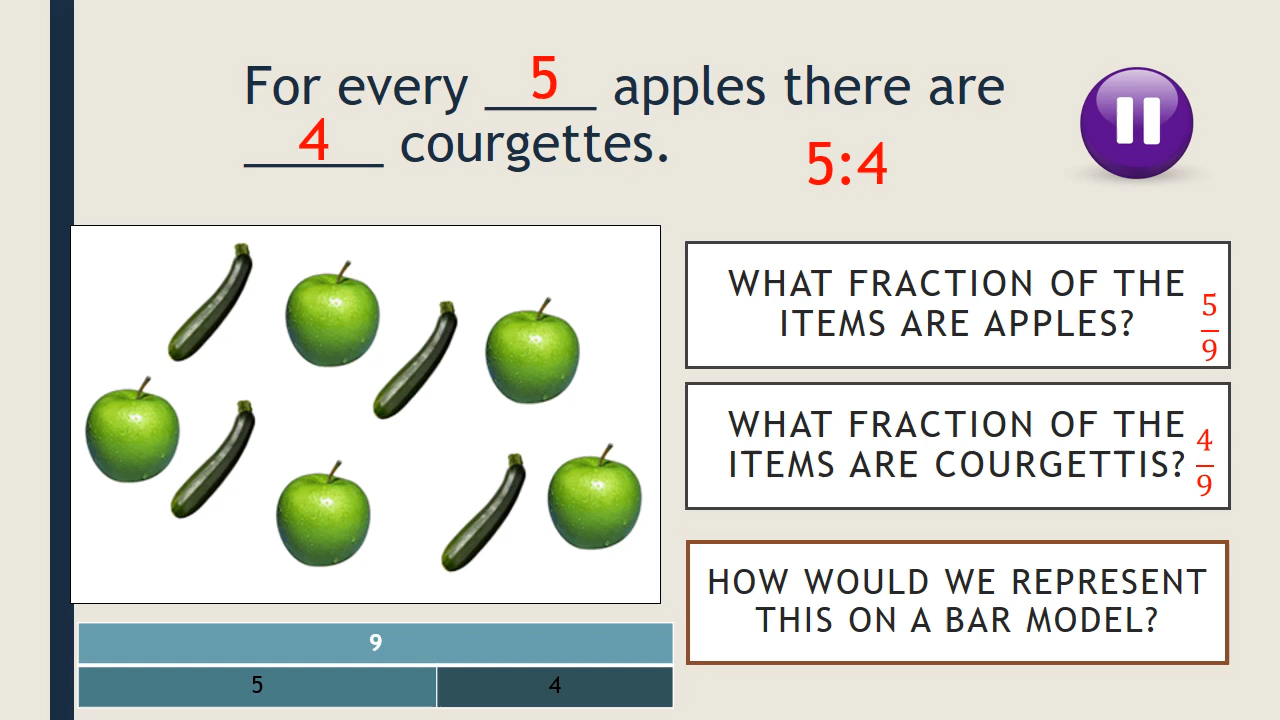 For every 5 apples there are
4 courgettes.
5:4
WHAT FRACTION OF THE
ITEMS ARE APPLES?
5
9
WHAT FRACTION OF THE
ITEMS ARE COURGETTIS?
4
9
HOW WOULD WE REPRESENT
THIS ON A BAR MODEL?
9
5 4